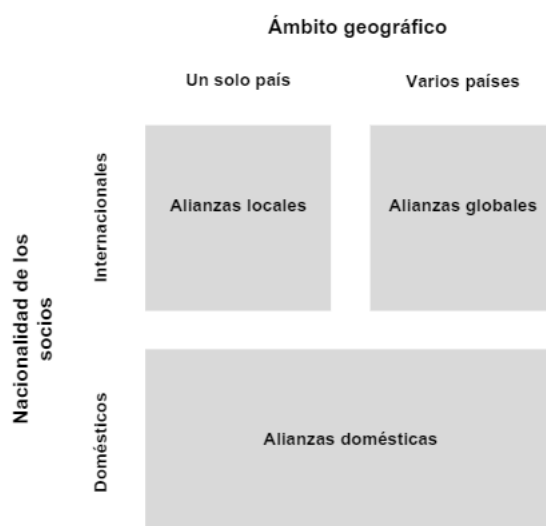 Ámbito geográfico
Un solo país
Varios países
Nacionalidad de los
socios
Internacionales
Alianzas locales
Alianzas globales
Domésticos
Alianzas domésticas